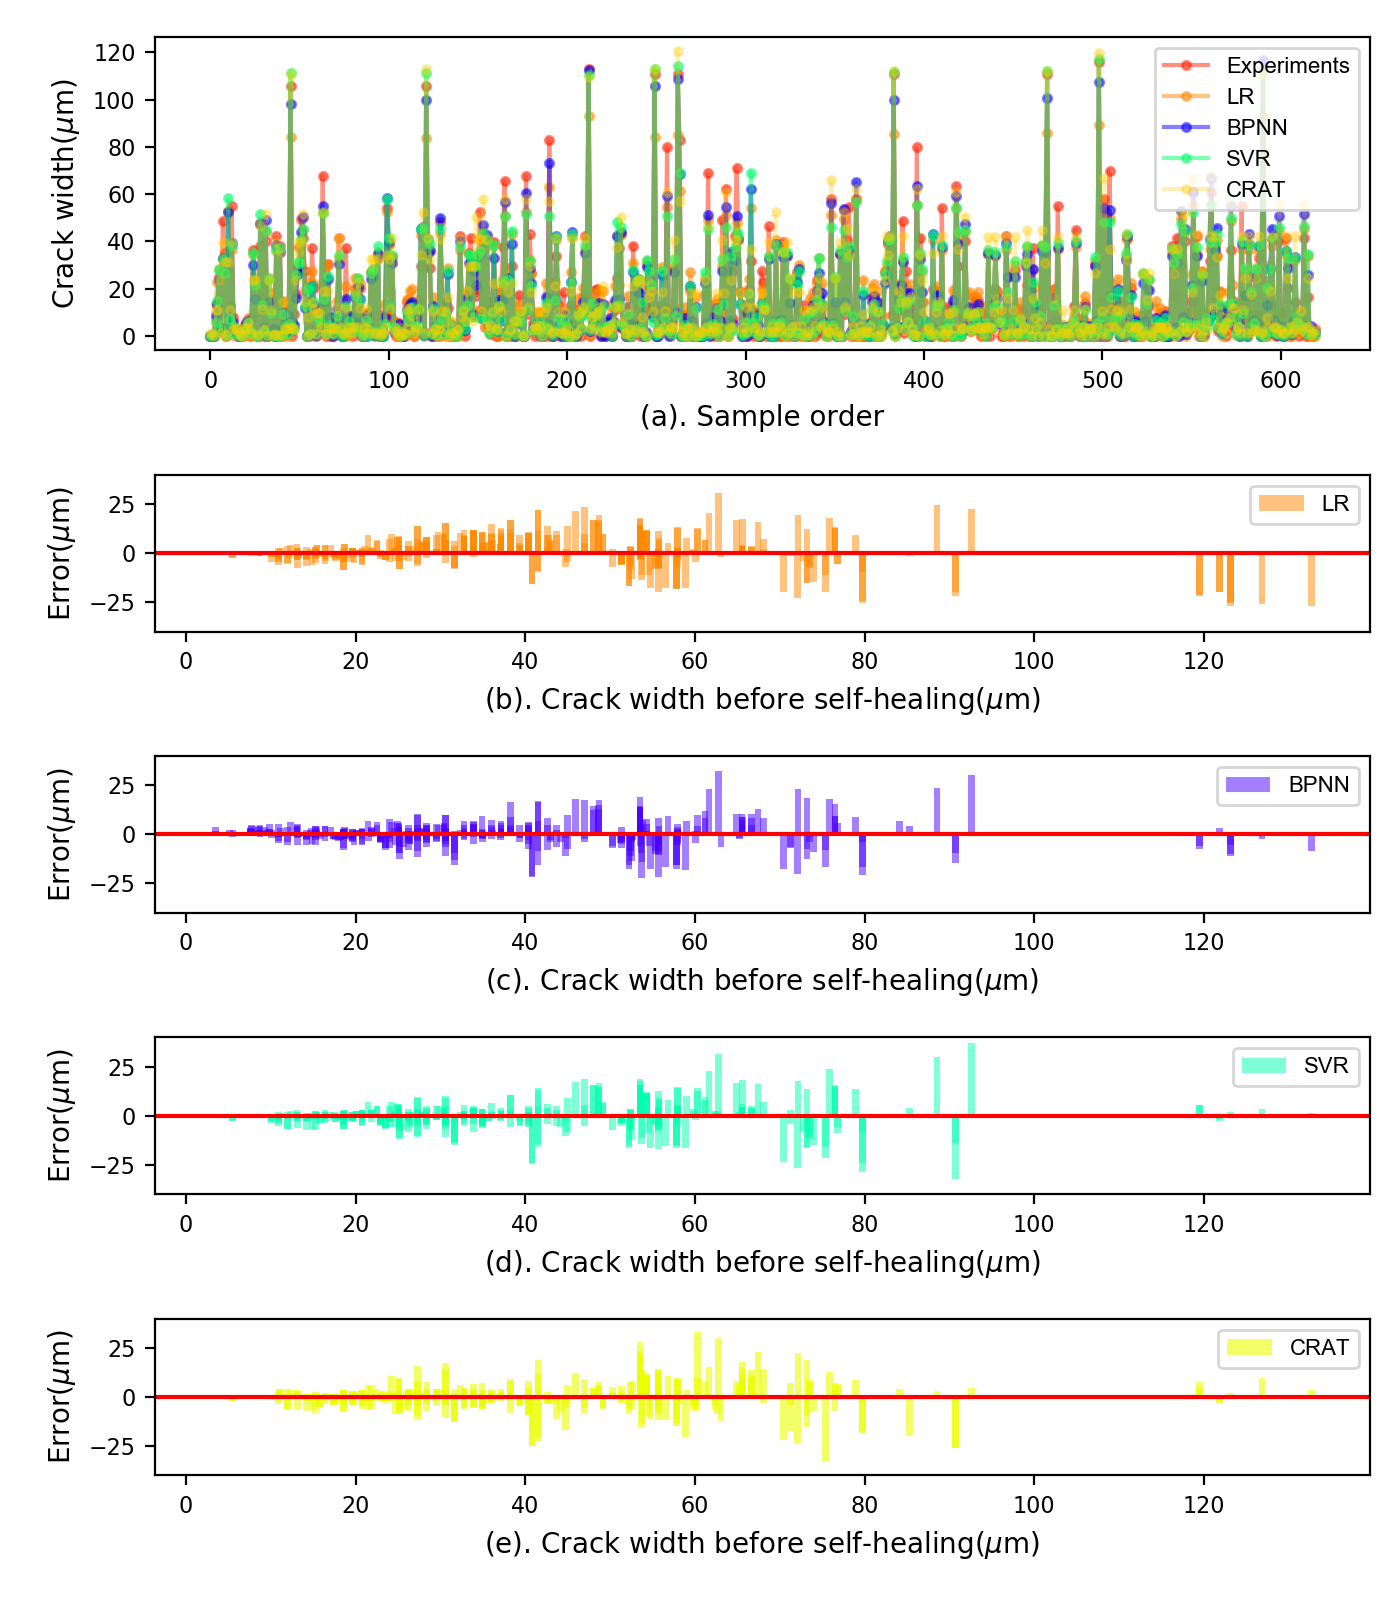 Crack width(μm)
120
100
80
60
40
20
0
Experiments
LR
BPNN
SVR
CRAT
0 100 200 300 400 500 600
(a). Sample order
Error(μm)
25
0
−25
LR
0 20 40 60 80 100 120
(b). Crack width before self-healing(μm)
Error(μm)
25
0
−25
BPNN
0 20 40 60 80 100 120
(c). Crack width before self-healing(μm)
Error(μm)
25
0
−25
SVR
0 20 40 60 80 100 120
(d). Crack width before self-healing(μm)
Error(μm)
25
0
−25
CRAT
0 20 40 60 80 100 120
(e). Crack width before self-healing(μm)